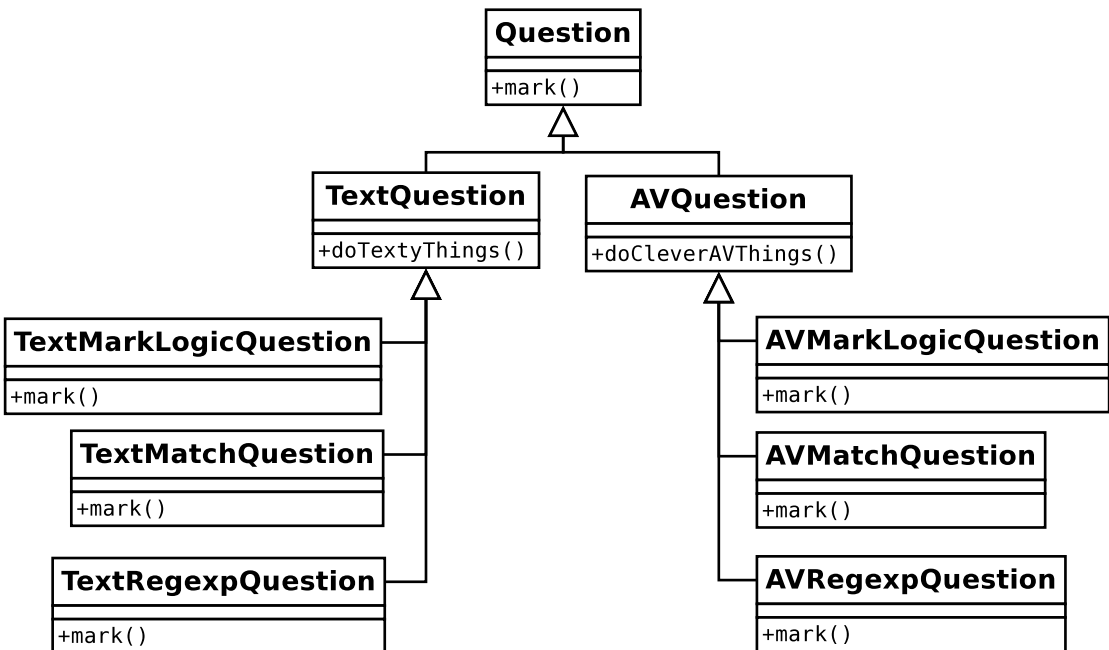 Question
+mark()
TextQuestion
+doTextyThings()
AVQuestion
+doCleverAVThings()
TextMarkLogicQuestion
+mark()
TextMatchQuestion
+mark()
TextRegexpQuestion
+mark()
AVMarkLogicQuestion
+mark()
AVMatchQuestion
+mark()
AVRegexpQuestion
+mark()